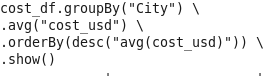 cost_df.groupBy("City") \
.avg("cost_usd") \
.orderBy(desc("avg(cost_usd)")) \
.show()